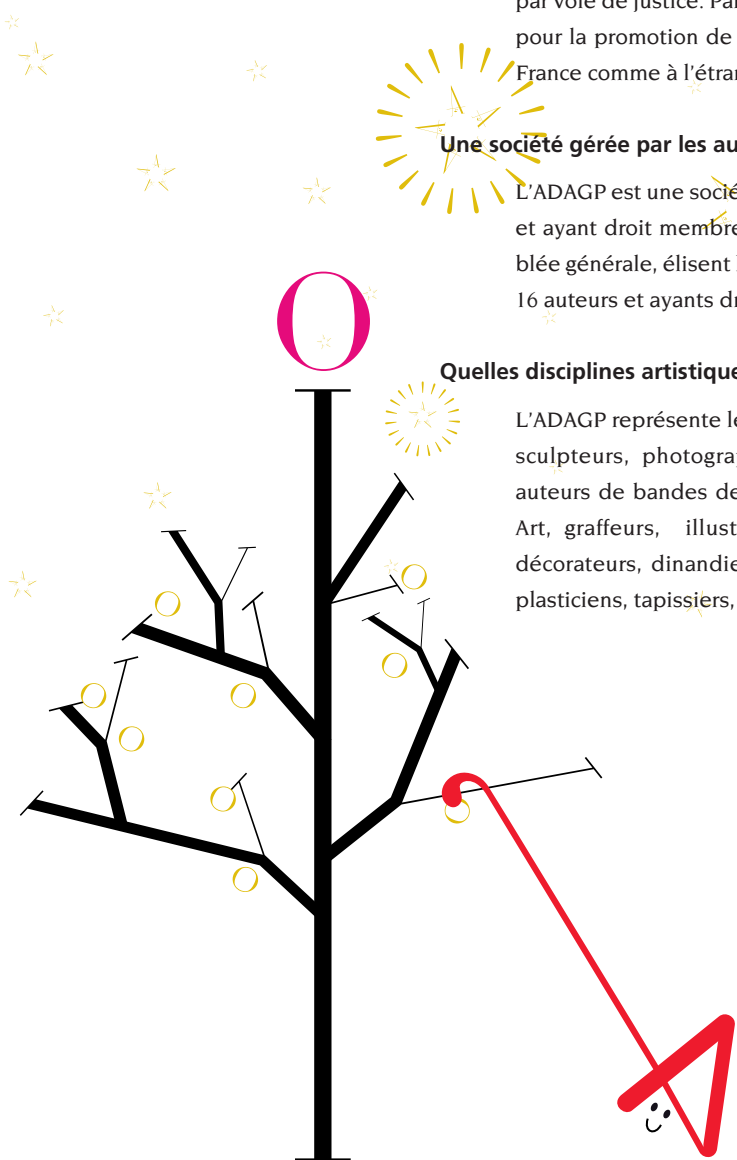 par voie de justice. Par
pour la promotion de
France comme à l'étran
Une société gérée par les au
L'ADAGP est une société
et ayant droit membre
blée générale, élisent
16 auteurs et ayants dr
Quelles disciplines artistique
L'ADAGP représente le
sculpteurs, photogra
auteurs de bandes de
Art, graffeurs, illust
décorateurs, dinandie
plasticiens, tapissiers,
O